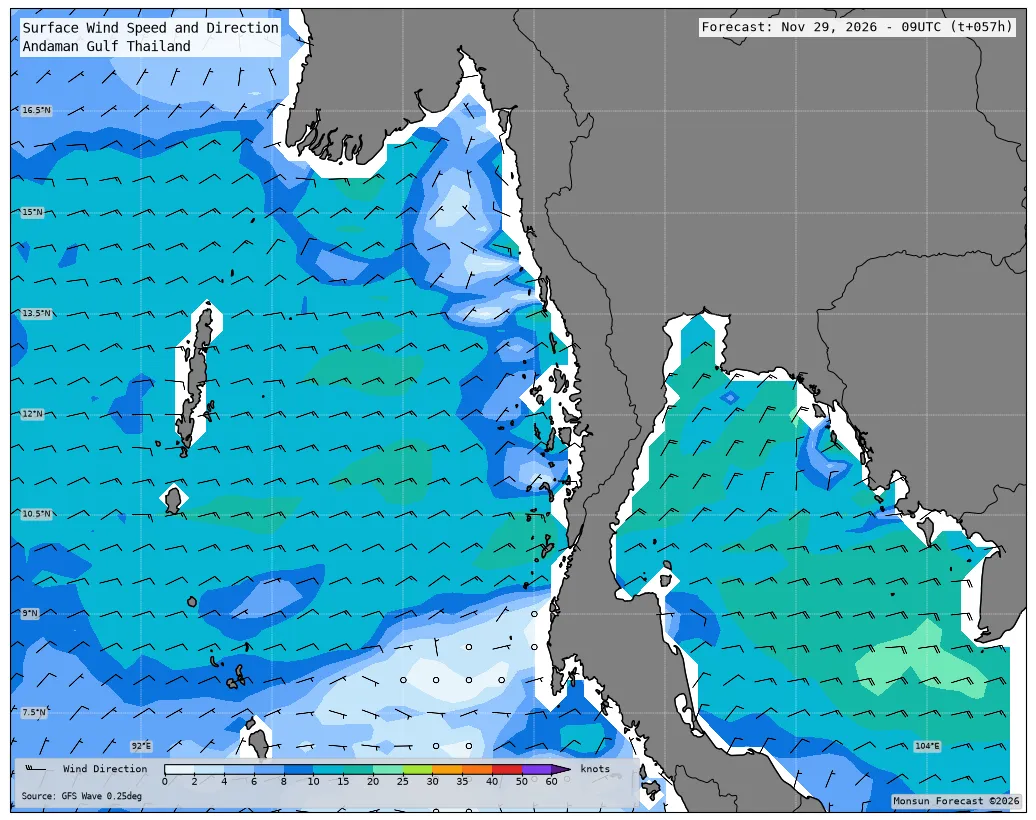 Surface Wind Speed and Direction
Andaman Gulf Thailand
Forecast: Nov 29, 2026 - 09UTC (t+057h)
16.5°N
15°N
13.5°N
12°N
10.5°N
9°N
7.5°N
92°E
104°E
Wind Direction
knots
0 2 4 6 8 10 15 20 25 30 35 40 50 60
Source: GFS Wave 0.25deg
Monsun Forecast ©2026